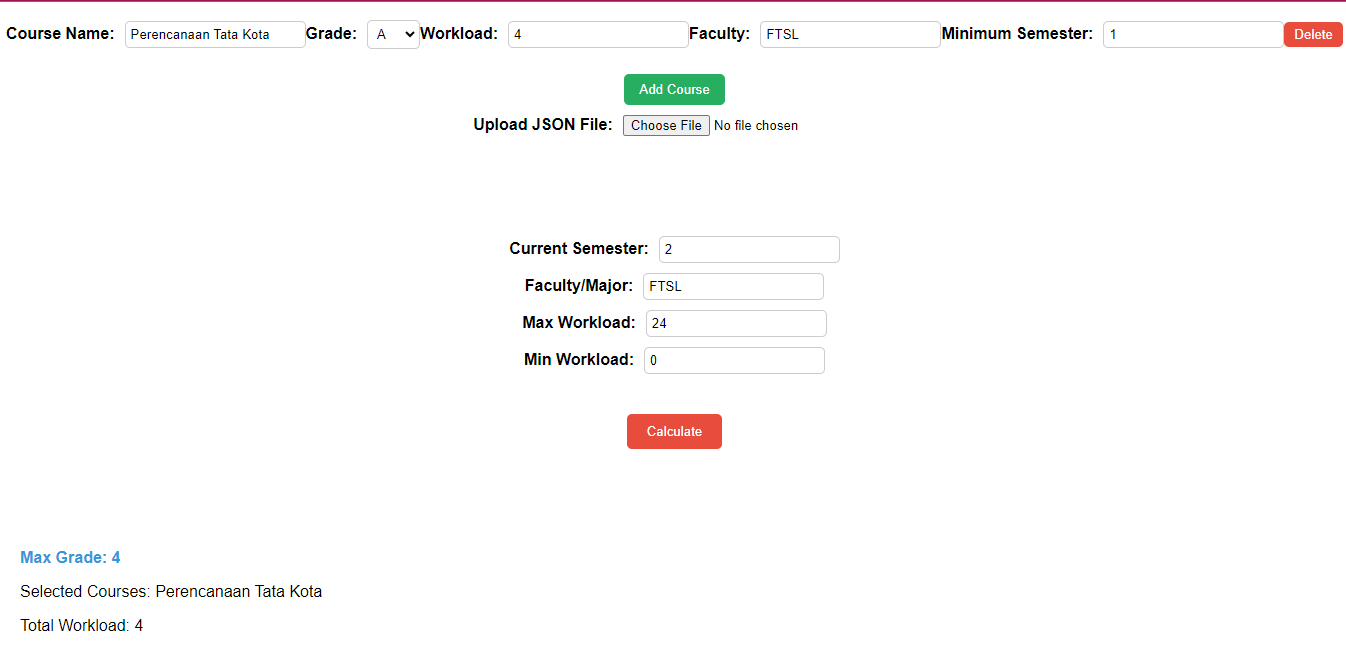 Course Name: Perencanaan Tata Kota Grade: A Workload: 4 Faculty: FTSL Minimum Semester: 1 Delete
Add Course
Upload JSON File: Choose File No file chosen
Current Semester: 2
Faculty/Major: FTSL
Max Workload: 24
Min Workload: 0
Calculate
Max Grade: 4
Selected Courses: Perencanaan Tata Kota
Total Workload: 4